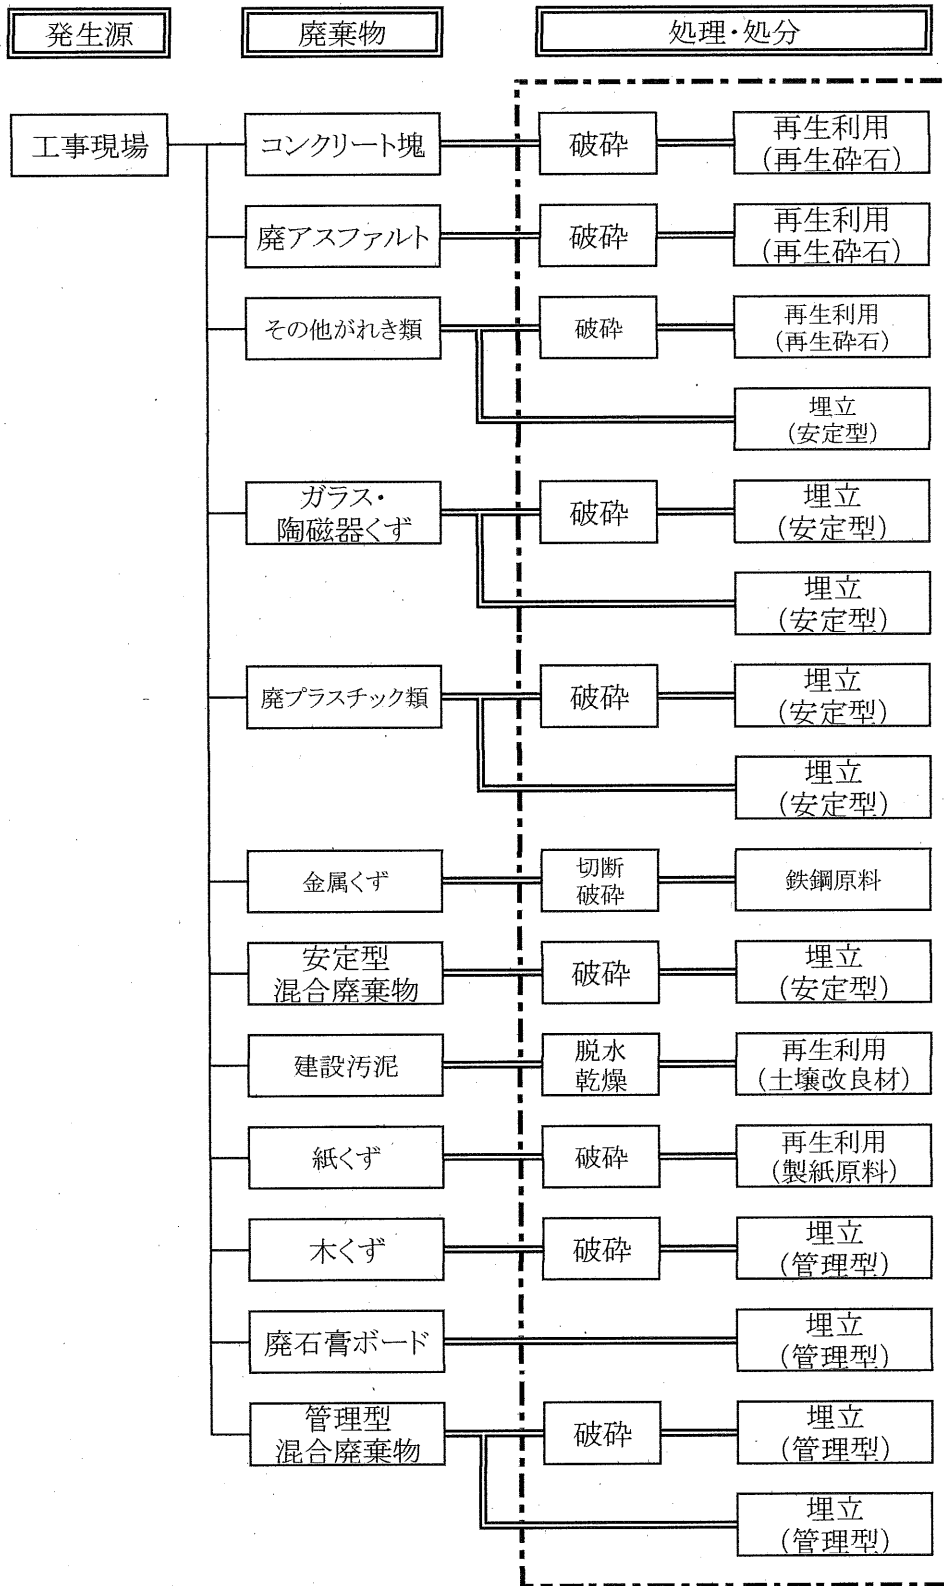 発生源
廃棄物
処理・処分
工事現場
コンクリート塊
破砕
再生利用
(再生砕石)
廃アスファルト
破砕
再生利用
(再生砕石)
その他がれき類
破砕
再生利用
(再生砕石)
埋立
(安定型)
ガラス・
陶磁器くず
破砕
埋立
(安定型)
埋立
(安定型)
廃プラスチック類
破砕
埋立
(安定型)
埋立
(安定型)
金属くず
切断
破砕
鉄鋼原料
安定型
混合廃棄物
破砕
埋立
(安定型)
建設汚泥
脱水
乾燥
再生利用
(土壌改良材)
紙くず
破砕
再生利用
(製紙原料)
木くず
破砕
埋立
(管理型)
廃石膏ボード
埋立
(管理型)
管理型
混合廃棄物
破砕
埋立
(管理型)
埋立
(管理型)